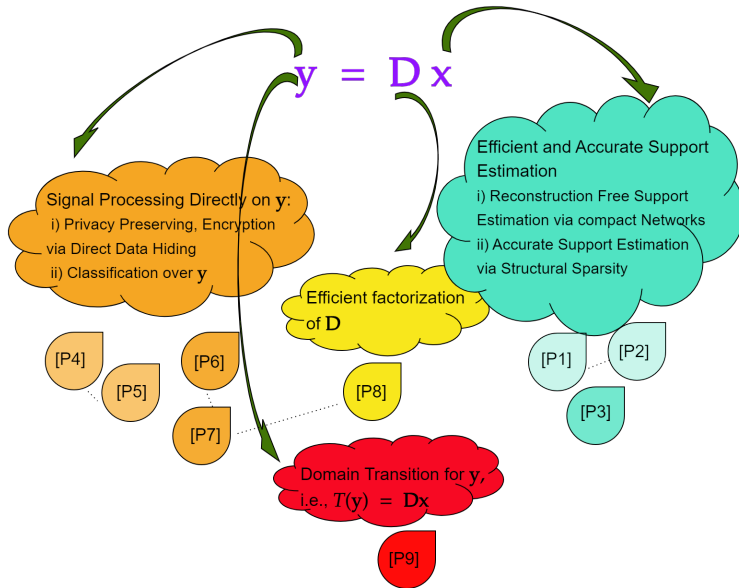 y = D x
Signal Processing Directly on y:
i) Privacy Preserving, Encryption
via Direct Data Hiding
ii) Classification over y
Efficient and Accurate Support
Estimation
i) Reconstruction Free Support
Estimation via compact Networks
ii) Accurate Support Estimation
via Structural Sparsity
Efficient factorization
of D
[P4]
[P5]
[P6]
[P7]
[P8]
[P1]
[P2]
[P3]
Domain Transition for y,
i.e., T(y) = Dx
[P9]